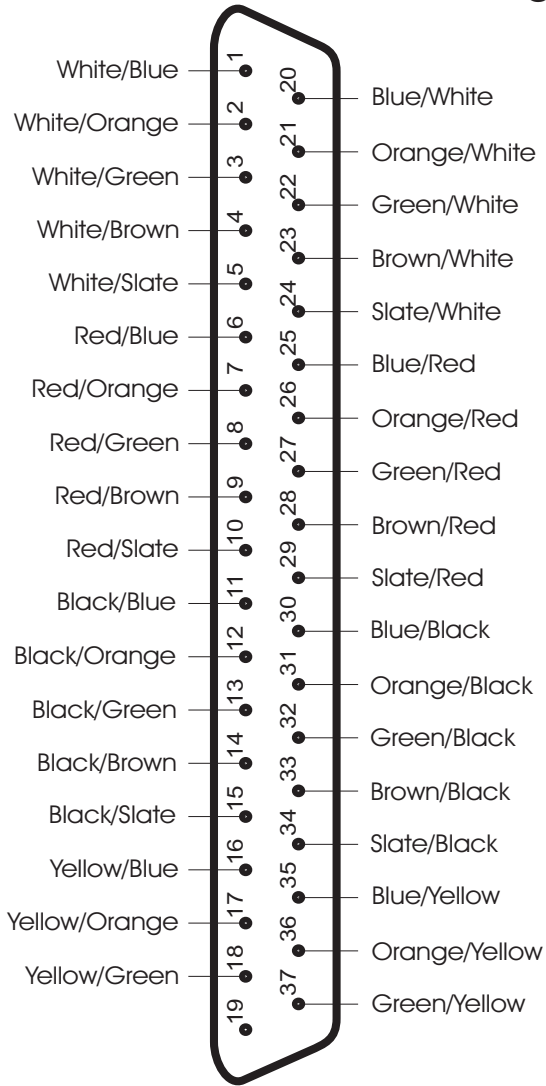 White/Blue 1
20 Blue/White
White/Orange 2
21 Orange/White
White/Green 3
22 Green/White
White/Brown 4
23 Brown/White
White/Slate 5
24 Slate/White
Red/Blue 6
25 Blue/Red
Red/Orange 7
26 Orange/Red
Red/Green 8
27 Green/Red
Red/Brown 9
28 Brown/Red
Red/Slate 10
29 Slate/Red
Black/Blue 11
30 Blue/Black
Black/Orange 12
31 Orange/Black
Black/Green 13
32 Green/Black
Black/Brown 14
33 Brown/Black
Black/Slate 15
34 Slate/Black
Yellow/Blue 16
35 Blue/Yellow
Yellow/Orange 17
36 Orange/Yellow
Yellow/Green 18
37 Green/Yellow
19